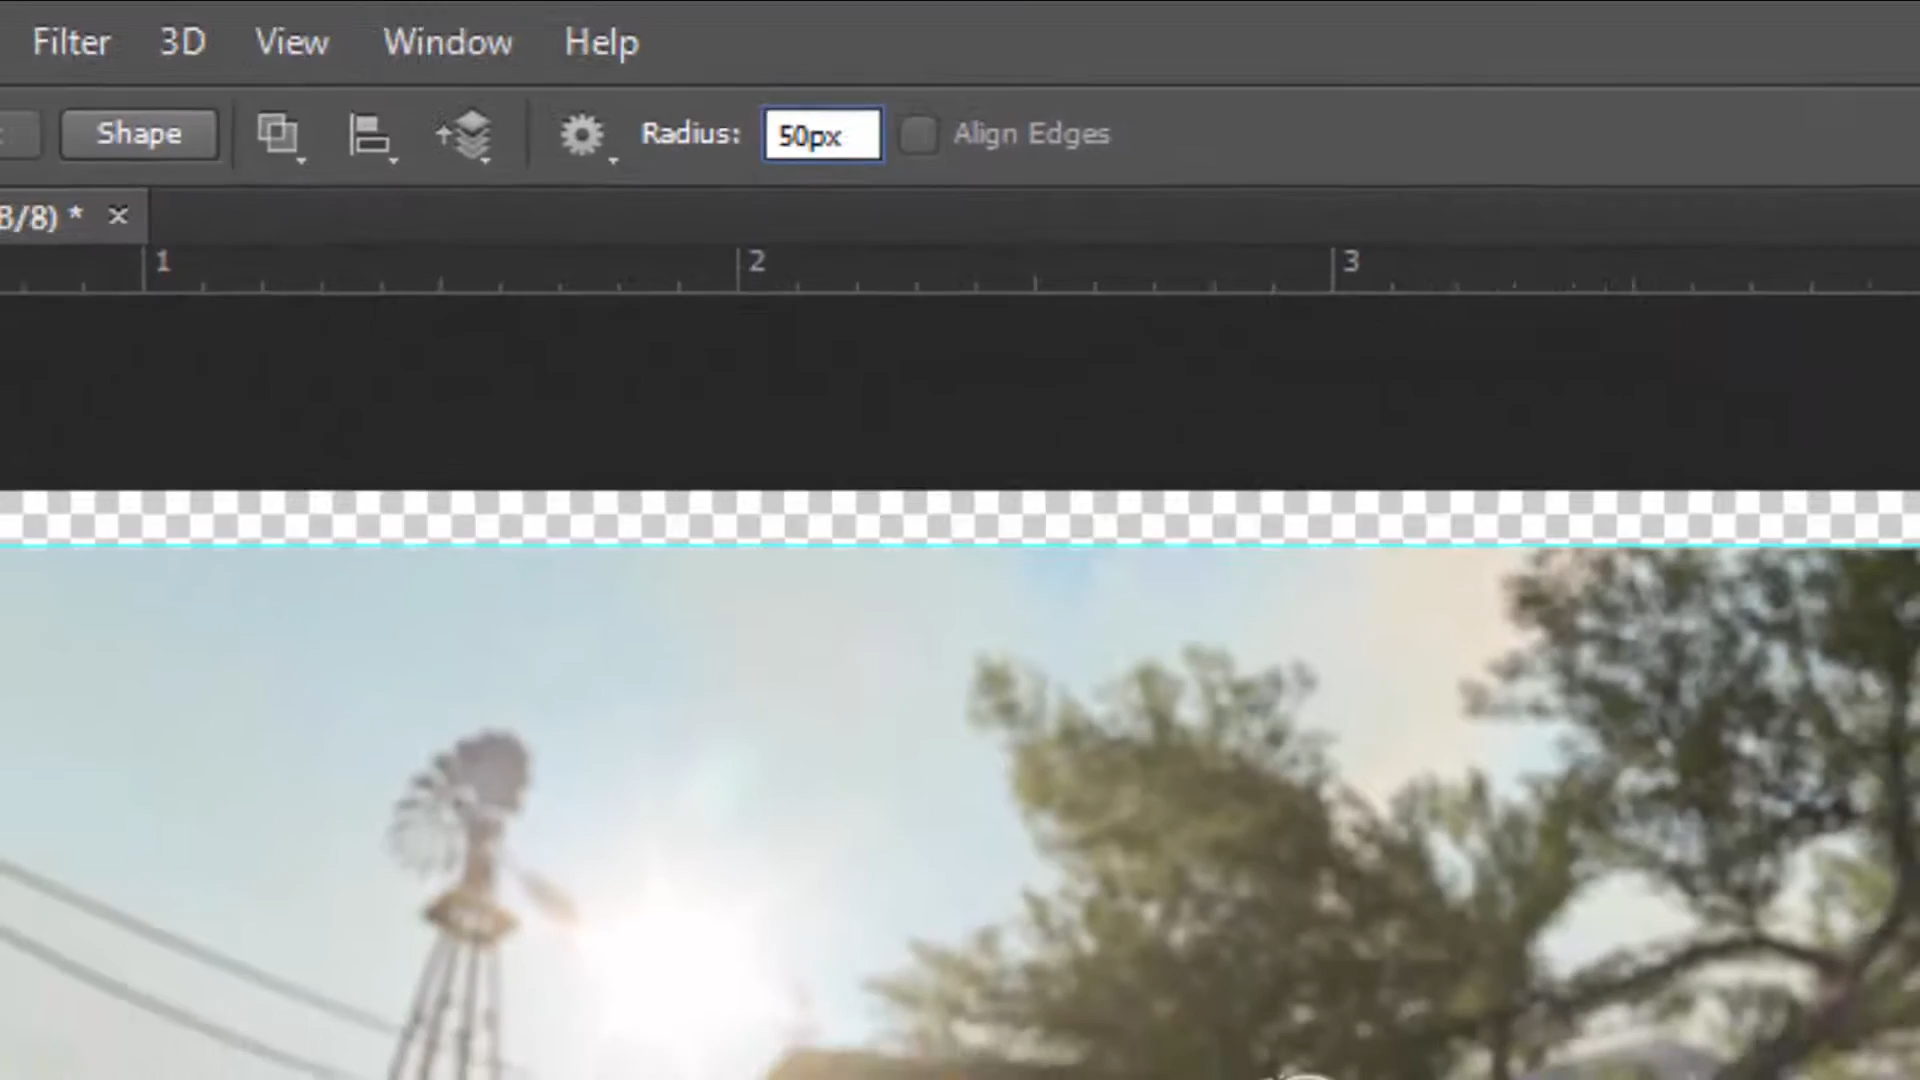 Filter 3D View Window Help
Shape Radius: 50px Align Edges
8/8) * ×
1 2 3